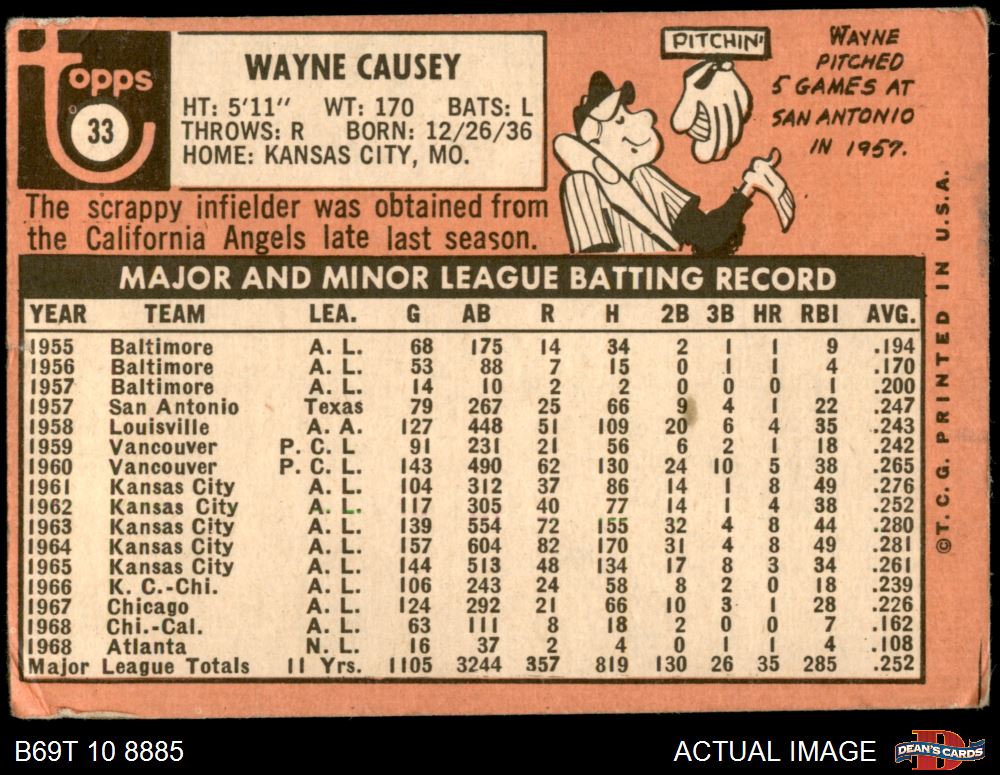 Topps
33
WAYNE CAUSEY
HT: 5'11" WT: 170 BATS: L
THROWS: R BORN: 12/26/36
HOME: KANSAS CITY, MO.
PITCHIN'
WAYNE
PITCHED
5 GAMES AT
SAN ANTONIO
IN 1957.
The scrappy infielder was obtained from
the California Angels late last season.
MAJOR AND MINOR LEAGUE BATTING RECORD
YEAR TEAM LEA. G AB R H 2B 3B HR RBI AVG.
1955 Baltimore A. L. 68 175 14 34 2 1 1 9 .194
1956 Baltimore A. L. 53 88 7 15 0 1 1 4 .170
1957 Baltimore A. L. 14 10 2 2 0 0 0 1 .200
1957 San Antonio Texas 79 267 25 66 9 4 1 22 .247
1958 Louisville A. A. 127 448 51 109 20 6 4 35 .243
1959 Vancouver P. C. L 91 231 21 56 6 2 1 18 .242
1960 Vancouver P. C. L. 143 490 62 130 24 10 5 38 .265
1961 Kansas City A. L. 104 312 37 86 14 1 8 49 .276
1962 Kansas City A. L. 117 305 40 77 14 1 4 38 .252
1963 Kansas City A. L. 139 554 72 155 32 4 8 44 .280
1964 Kansas City A. L. 157 604 82 170 31 4 8 49 .281
1965 Kansas City A. L. 144 513 48 134 17 8 3 34 .261
1966 K. C.-Chi. A. L. 106 243 24 58 8 2 0 18 .239
1967 Chicago A. L. 124 292 21 66 10 3 1 28 .226
1968 Chi.-Cal. A. L. 63 111 8 18 2 0 0 7 .162
1968 Atlanta N. L. 16 37 2 4 0 1 1 4 .108
Major League Totals 11 Yrs. 1105 3244 357 819 130 26 35 285 .252
©T. C. G. PRINTED IN U.S.A.
B69T 10 8885
ACTUAL IMAGE
D
DEAN'S CARDS